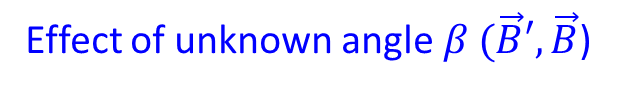 Effect of unknown angle β (B⃗′, B⃗)